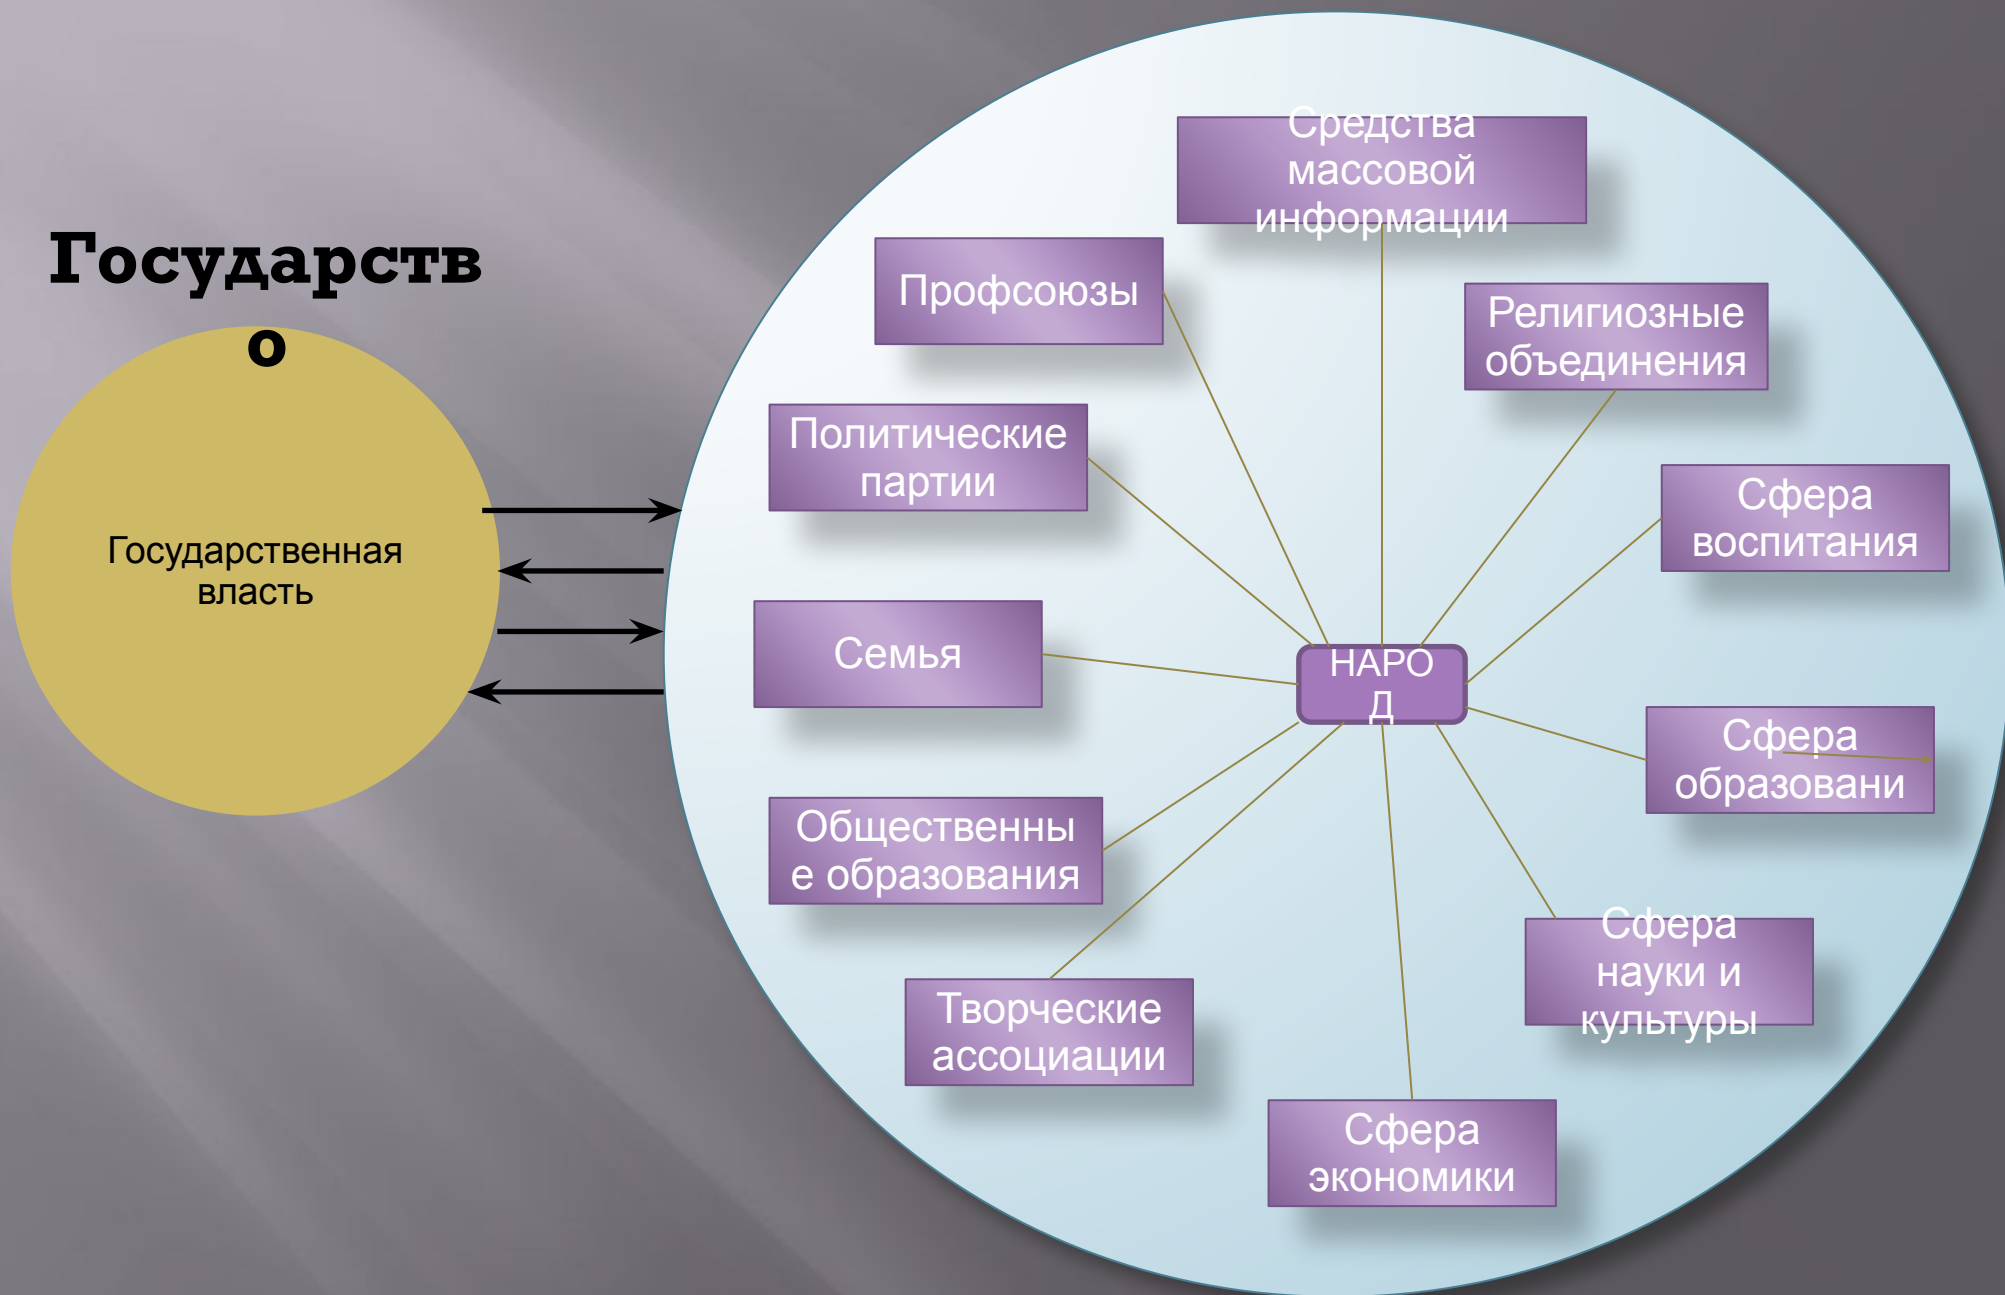 Государств
о
Государственная
власть
Средства
массовой
информации
Профсоюзы
Религиозные
объединения
Политические
партии
Сфера
воспитания
Семья
НАРО
Д
Сфера
образовани
Общественны
е образования
Сфера
науки и
культуры
Творческие
ассоциации
Сфера
экономики